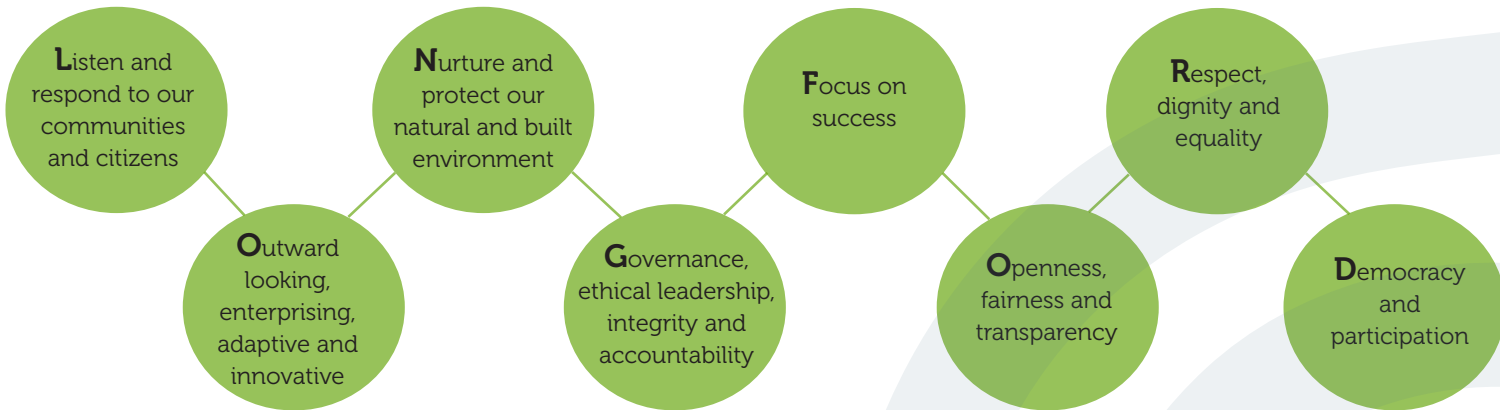 Listen and
respond to our
communities
and citizens
Outward
looking,
enterprising,
adaptive and
innovative
Nurture and
protect our
natural and built
environment
Governance,
ethical leadership,
integrity and
accountability
Focus on
success
Openness,
fairness and
transparency
Respect,
dignity and
equality
Democracy
and
participation